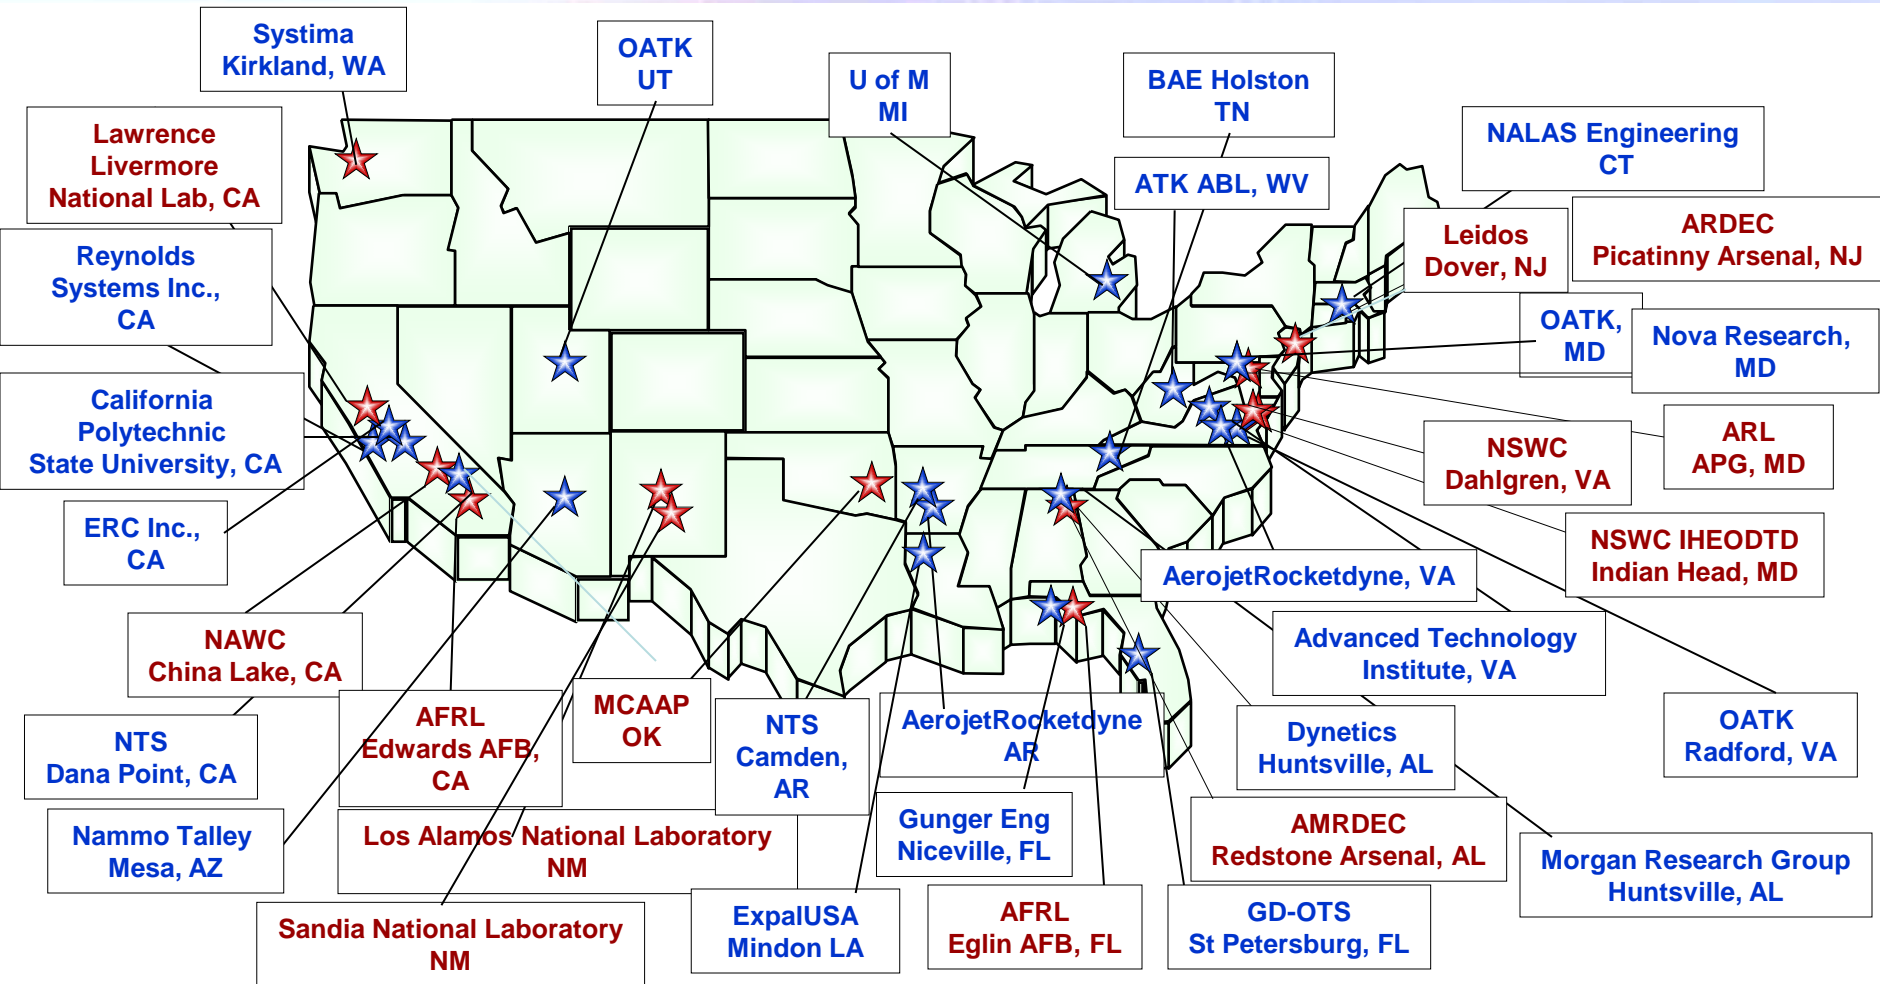 Systima
Kirkland, WA
OATK
UT
U of M
MI
BAE Holston
TN
NALAS Engineering
CT
Lawrence
Livermore
National Lab, CA
ATK ABL, WV
Leidos
Dover, NJ
ARDEC
Picatinny Arsenal, NJ
Reynolds
Systems Inc.,
CA
OATK,
MD
Nova Research,
MD
California
Polytechnic
State University, CA
ARL
APG, MD
NSWC
Dahlgren, VA
ERC Inc.,
CA
NSWC IHEODTD
Indian Head, MD
AerojetRocketdyne, VA
NAWC
China Lake, CA
Advanced Technology
Institute, VA
NTS
Dana Point, CA
AFRL
Edwards AFB,
CA
MCAAP
OK
NTS
Camden,
AR
AerojetRocketdyne
AR
Dynetics
Huntsville, AL
OATK
Radford, VA
Nammo Talley
Mesa, AZ
Los Alamos National Laboratory
NM
Gunger Eng
Niceville, FL
AMRDEC
Redstone Arsenal, AL
Morgan Research Group
Huntsville, AL
Sandia National Laboratory
NM
ExpalUSA
Mindon LA
AFRL
Eglin AFB, FL
GD-OTS
St Petersburg, FL